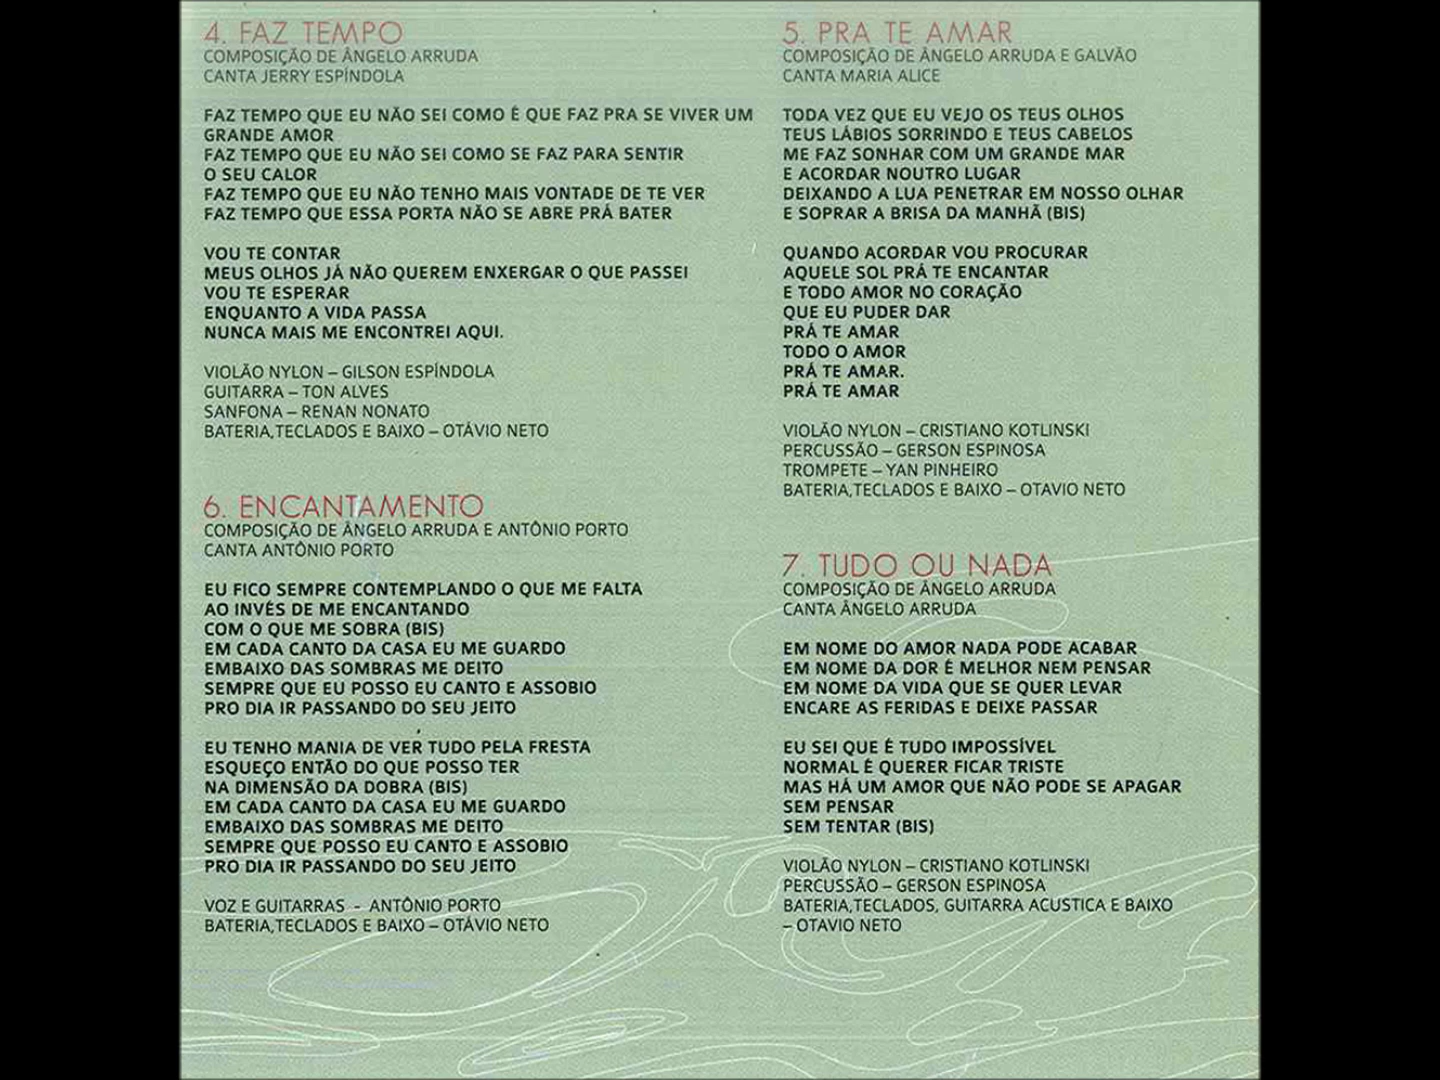 4. FAZ TEMPO
COMPOSIÇÃO DE ÂNGELO ARRUDA
CANTA JERRY ESPÍNDOLA
FAZ TEMPO QUE EU NÃO SEI COMO É QUE FAZ PRA SE VIVER UM
GRANDE AMOR
FAZ TEMPO QUE EU NÃO SEI COMO SE FAZ PARA SENTIR
O SEU CALOR
FAZ TEMPO QUE EU NÃO TENHO MAIS VONTADE DE TE VER
FAZ TEMPO QUE ESSA PORTA NÃO SE ABRE PRÁ BATER
VOU TE CONTAR
MEUS OLHOS JÁ NÃO QUEREM ENXERGAR O QUE PASSEI
VOU TE ESPERAR
ENQUANTO A VIDA PASSA
NUNCA MAIS ME ENCONTREI AQUI.
VIOLÃO NYLON – GILSON ESPÍNDOLA
GUITARRA – TON ALVES
SANFONA – RENAN NONATO
BATERIA,TECLADOS E BAIXO – OTÁVIO NETO
5. PRA TE AMAR
COMPOSIÇÃO DE ÂNGELO ARRUDA E GALVÃO
CANTA MARIA ALICE
TODA VEZ QUE EU VEJO OS TEUS OLHOS
TEUS LÁBIOS SORRINDO E TEUS CABELOS
ME FAZ SONHAR COM UM GRANDE MAR
E ACORDAR NOUTRO LUGAR
DEIXANDO A LUA PENETRAR EM NOSSO OLHAR
E SOPRAR A BRISA DA MANHÃ (BIS)
QUANDO ACORDAR VOU PROCURAR
AQUELE SOL PRÁ TE ENCANTAR
E TODO AMOR NO CORAÇÃO
QUE EU PUDER DAR
PRÁ TE AMAR
TODO O AMOR
PRÁ TE AMAR.
PRÁ TE AMAR
VIOLÃO NYLON – CRISTIANO KOTLINSKI
PERCUSSÃO – GERSON ESPINOSA
TROMPETE – YAN PINHEIRO
BATERIA,TECLADOS E BAIXO – OTAVIO NETO
6. ENCANTAMENTO
COMPOSIÇÃO DE ÂNGELO ARRUDA E ANTÔNIO PORTO
CANTA ANTÔNIO PORTO
EU FICO SEMPRE CONTEMPLANDO O QUE ME FALTA
AO INVÉS DE ME ENCANTANDO
COM O QUE ME SOBRA (BIS)
EM CADA CANTO DA CASA EU ME GUARDO
EMBAIXO DAS SOMBRAS ME DEITO
SEMPRE QUE EU POSSO EU CANTO E ASSOBIO
PRO DIA IR PASSANDO DO SEU JEITO
EU TENHO MANIA DE VER TUDO PELA FRESTA
ESQUEÇO ENTÃO DO QUE POSSO TER
NA DIMENSÃO DA DOBRA (BIS)
EM CADA CANTO DA CASA EU ME GUARDO
EMBAIXO DAS SOMBRAS ME DEITO
SEMPRE QUE POSSO EU CANTO E ASSOBIO
PRO DIA IR PASSANDO DO SEU JEITO
VOZ E GUITARRAS - ANTÔNIO PORTO
BATERIA,TECLADOS E BAIXO – OTÁVIO NETO
7. TUDO OU NADA
COMPOSIÇÃO DE ÂNGELO ARRUDA
CANTA ÂNGELO ARRUDA
EM NOME DO AMOR NADA PODE ACABAR
EM NOME DA DOR É MELHOR NEM PENSAR
EM NOME DA VIDA QUE SE QUER LEVAR
ENCARE AS FERIDAS E DEIXE PASSAR
EU SEI QUE É TUDO IMPOSSÍVEL
NORMAL É QUERER FICAR TRISTE
MAS HÁ UM AMOR QUE NÃO PODE SE APAGAR
SEM PENSAR
SEM TENTAR (BIS)
VIOLÃO NYLON – CRISTIANO KOTLINSKI
PERCUSSÃO – GERSON ESPINOSA
BATERIA,TECLADOS, GUITARRA ACUSTICA E BAIXO
– OTAVIO NETO